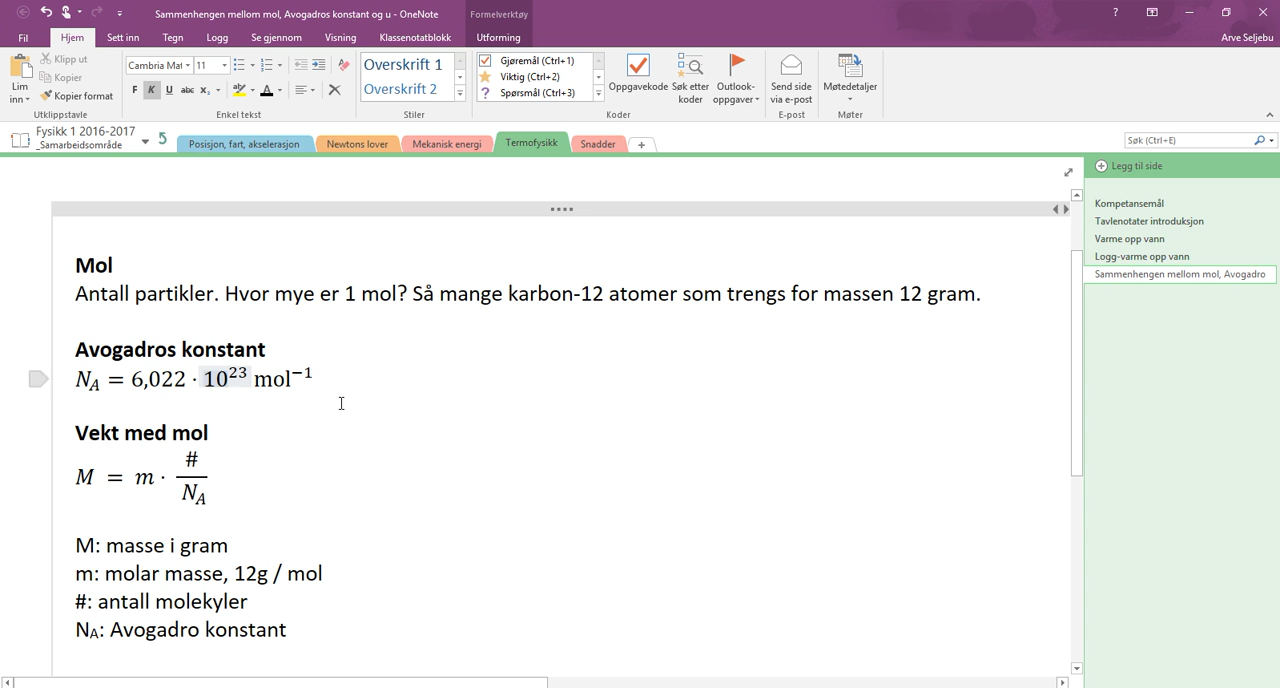 Sammenhengen mellom mol, Avogadros konstant og u - OneNote
Formelverktøy
?
Fil
Hjem
Sett inn
Tegn
Logg
Se gjennom
Visning
Klassenotatblokk
Utforming
Arve Seljebu
Lim inn
Klipp ut
Kopier
Kopier format
Utklippstavle
Cambria Mat
11
F K U abc x₂ A
Enkel tekst
Overskrift 1
Overskrift 2
Stiler
Gjøremål (Ctrl+1)
Viktig (Ctrl+2)
? Spørsmål (Ctrl+3)
Oppgavekode
Søk etter koder
Outlook-oppgaver
Koder
Send side via e-post
E-post
Møtedetaljer
Møter
Fysikk 1 2016-2017
_Samarbeidsområde
Posisjon, fart, akselerasjon
Newtons lover
Mekanisk energi
Termofysikk
Snadder
+
Søk (Ctrl+E)
Legg til side
Kompetansemål
Tavlenotater introduksjon
Varme opp vann
Logg-varme opp vann
Sammenhengen mellom mol, Avogadro
Mol
Antall partikler. Hvor mye er 1 mol? Så mange karbon-12 atomer som trengs for massen 12 gram.
Avogadros konstant
N_A = 6,022 · 10²³ mol⁻¹
Vekt med mol
M = m · #/N_A
M: masse i gram
m: molar masse, 12g / mol
#: antall molekyler
N_A: Avogadro konstant